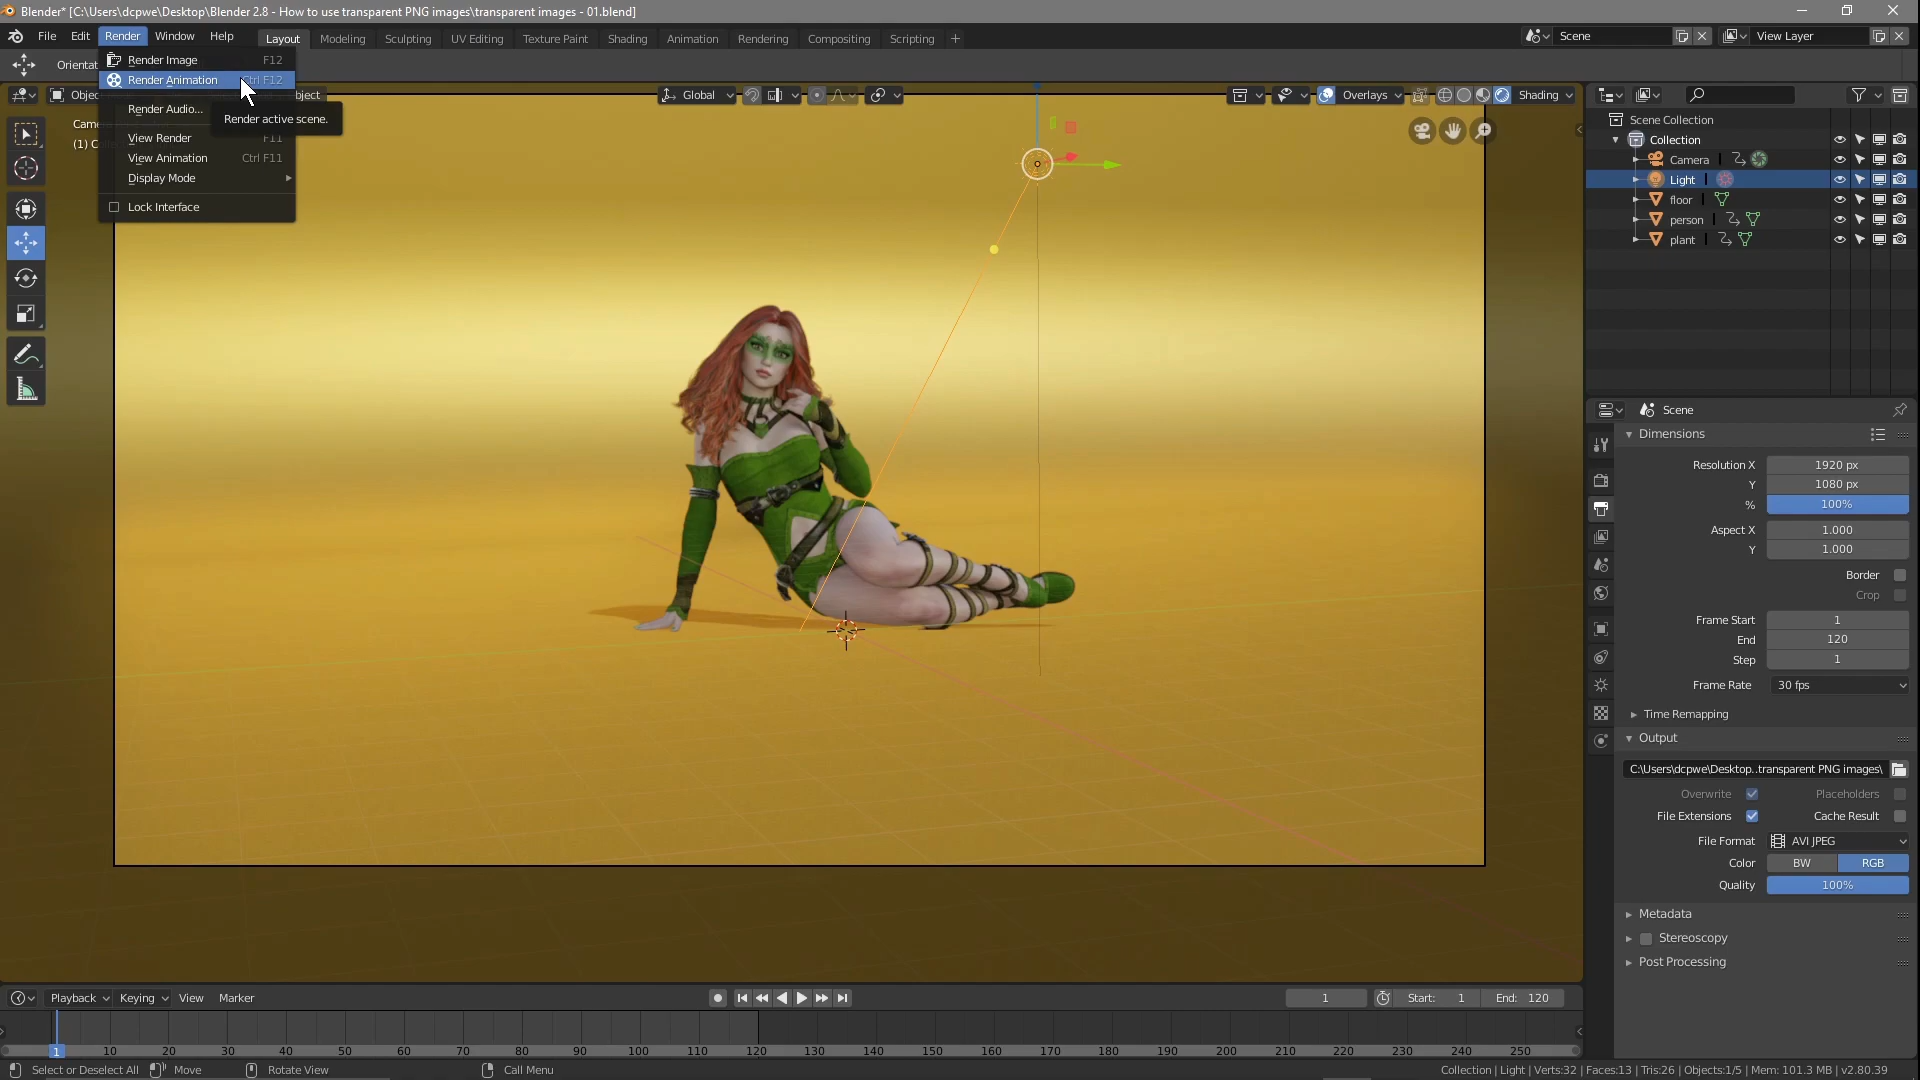 Blender* [C:\Users\dcpwe\Desktop\Blender 2.8 - How to use transparent PNG images\transparent images - 01.blend]
File Edit Render Window Help Layout Modeling Sculpting UV Editing Texture Paint Shading Animation Rendering Compositing Scripting + Scene View Layer
Orientat
Render Image F12
Render Animation Ctrl F12
Render Audio...
Render active scene.
View Render F11
View Animation Ctrl F11
Display Mode
Lock Interface
Objec bject Global Overlays Shading
Came
(1) Co
Scene Collection
Collection
Camera
Light
floor
person
plant
Scene
Dimensions
Resolution X 1920 px
Y 1080 px
% 100%
Aspect X 1.000
Y 1.000
Border
Crop
Frame Start 1
End 120
Step 1
Frame Rate 30 fps
Time Remapping
Output
C:\Users\dcpwe\Desktop..transparent PNG images\
Overwrite Placeholders
File Extensions Cache Result
File Format AVI JPEG
Color BW RGB
Quality 100%
Metadata
Stereoscopy
Post Processing
Playback Keying View Marker 1 Start: 1 End: 120
1 10 20 30 40 50 60 70 80 90 100 110 120 130 140 150 160 170 180 190 200 210 220 230 240 250
Select or Deselect All Move Rotate View Call Menu Collection | Light | Verts:32 | Faces:13 | Tris:26 | Objects:1/5 | Mem: 101.3 MB | v2.80.39